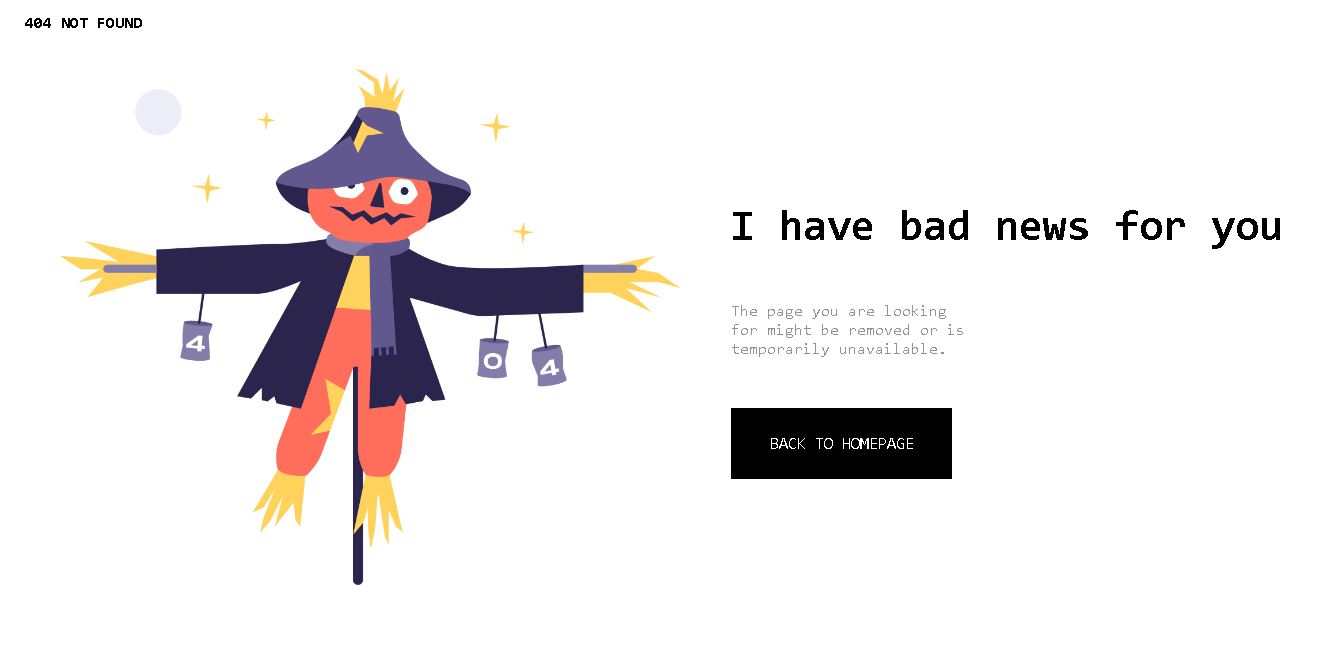 404 NOT FOUND
4
0
4
I have bad news for you
The page you are looking
for might be removed or is
temporarily unavailable.
BACK TO HOMEPAGE